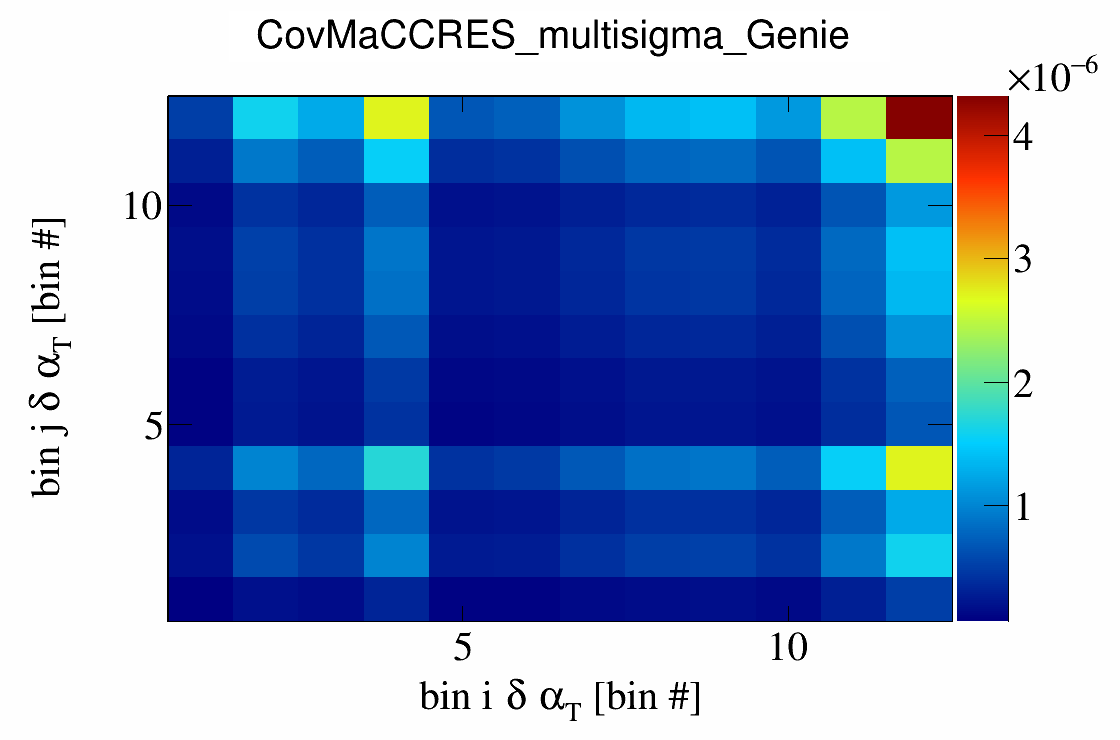 CovMaCCRES_multisigma_Genie
×10⁻⁶
4
3
2
1
10
5
5 10
bin j δ α_T [bin #]
bin i δ α_T [bin #]